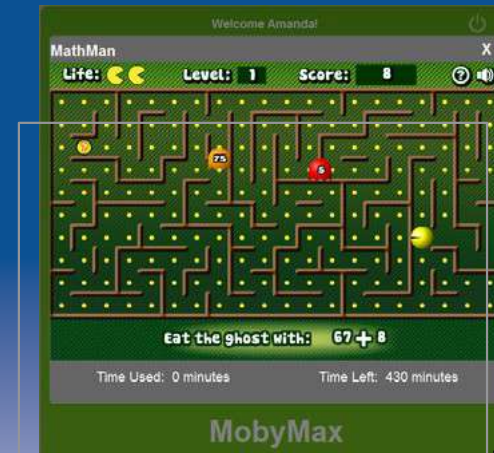 Welcome Amanda!
MathMan X
Life: Level: 1 Score: 8 ?
75
5
Eat the ghost with: 67 + 8
Time Used: 0 minutes Time Left: 430 minutes
MobyMax